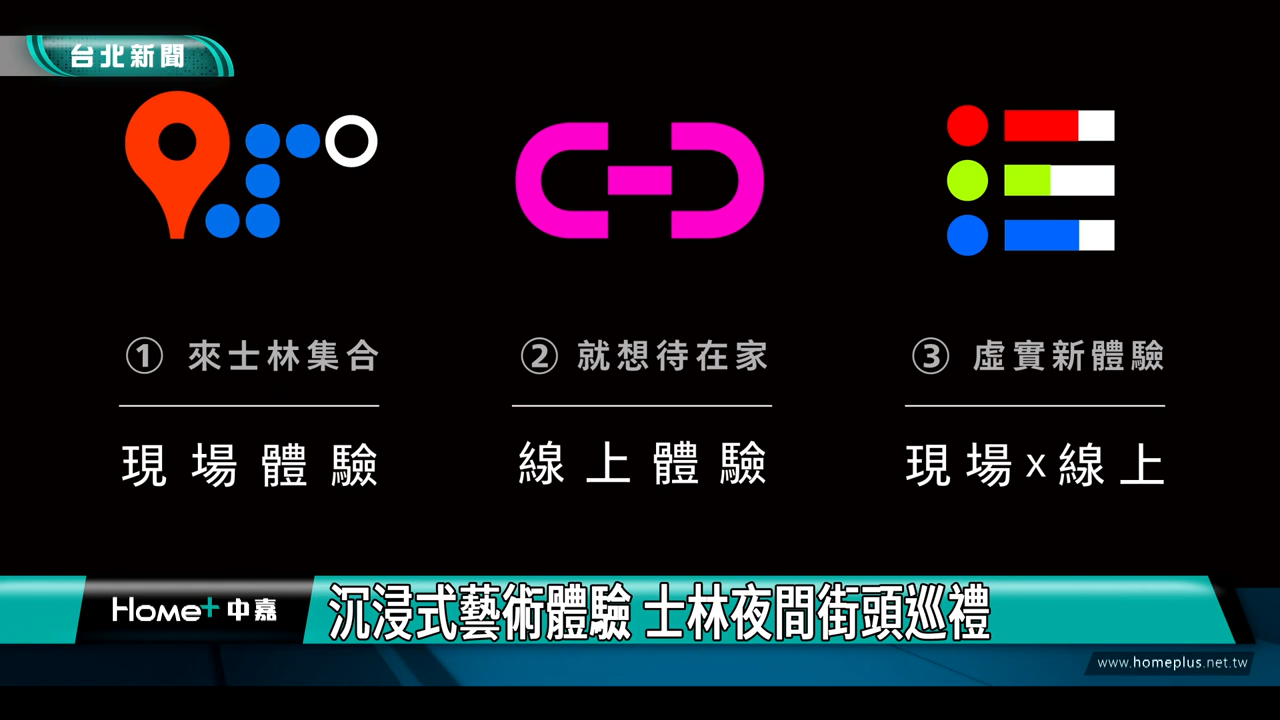 台北新聞
① 來士林集合
② 就想待在家
③ 虛實新體驗
現場體驗
線上體驗
現場x線上
Home+中嘉
沉浸式藝術體驗 士林夜間街頭巡禮
www.homeplus.net.tw